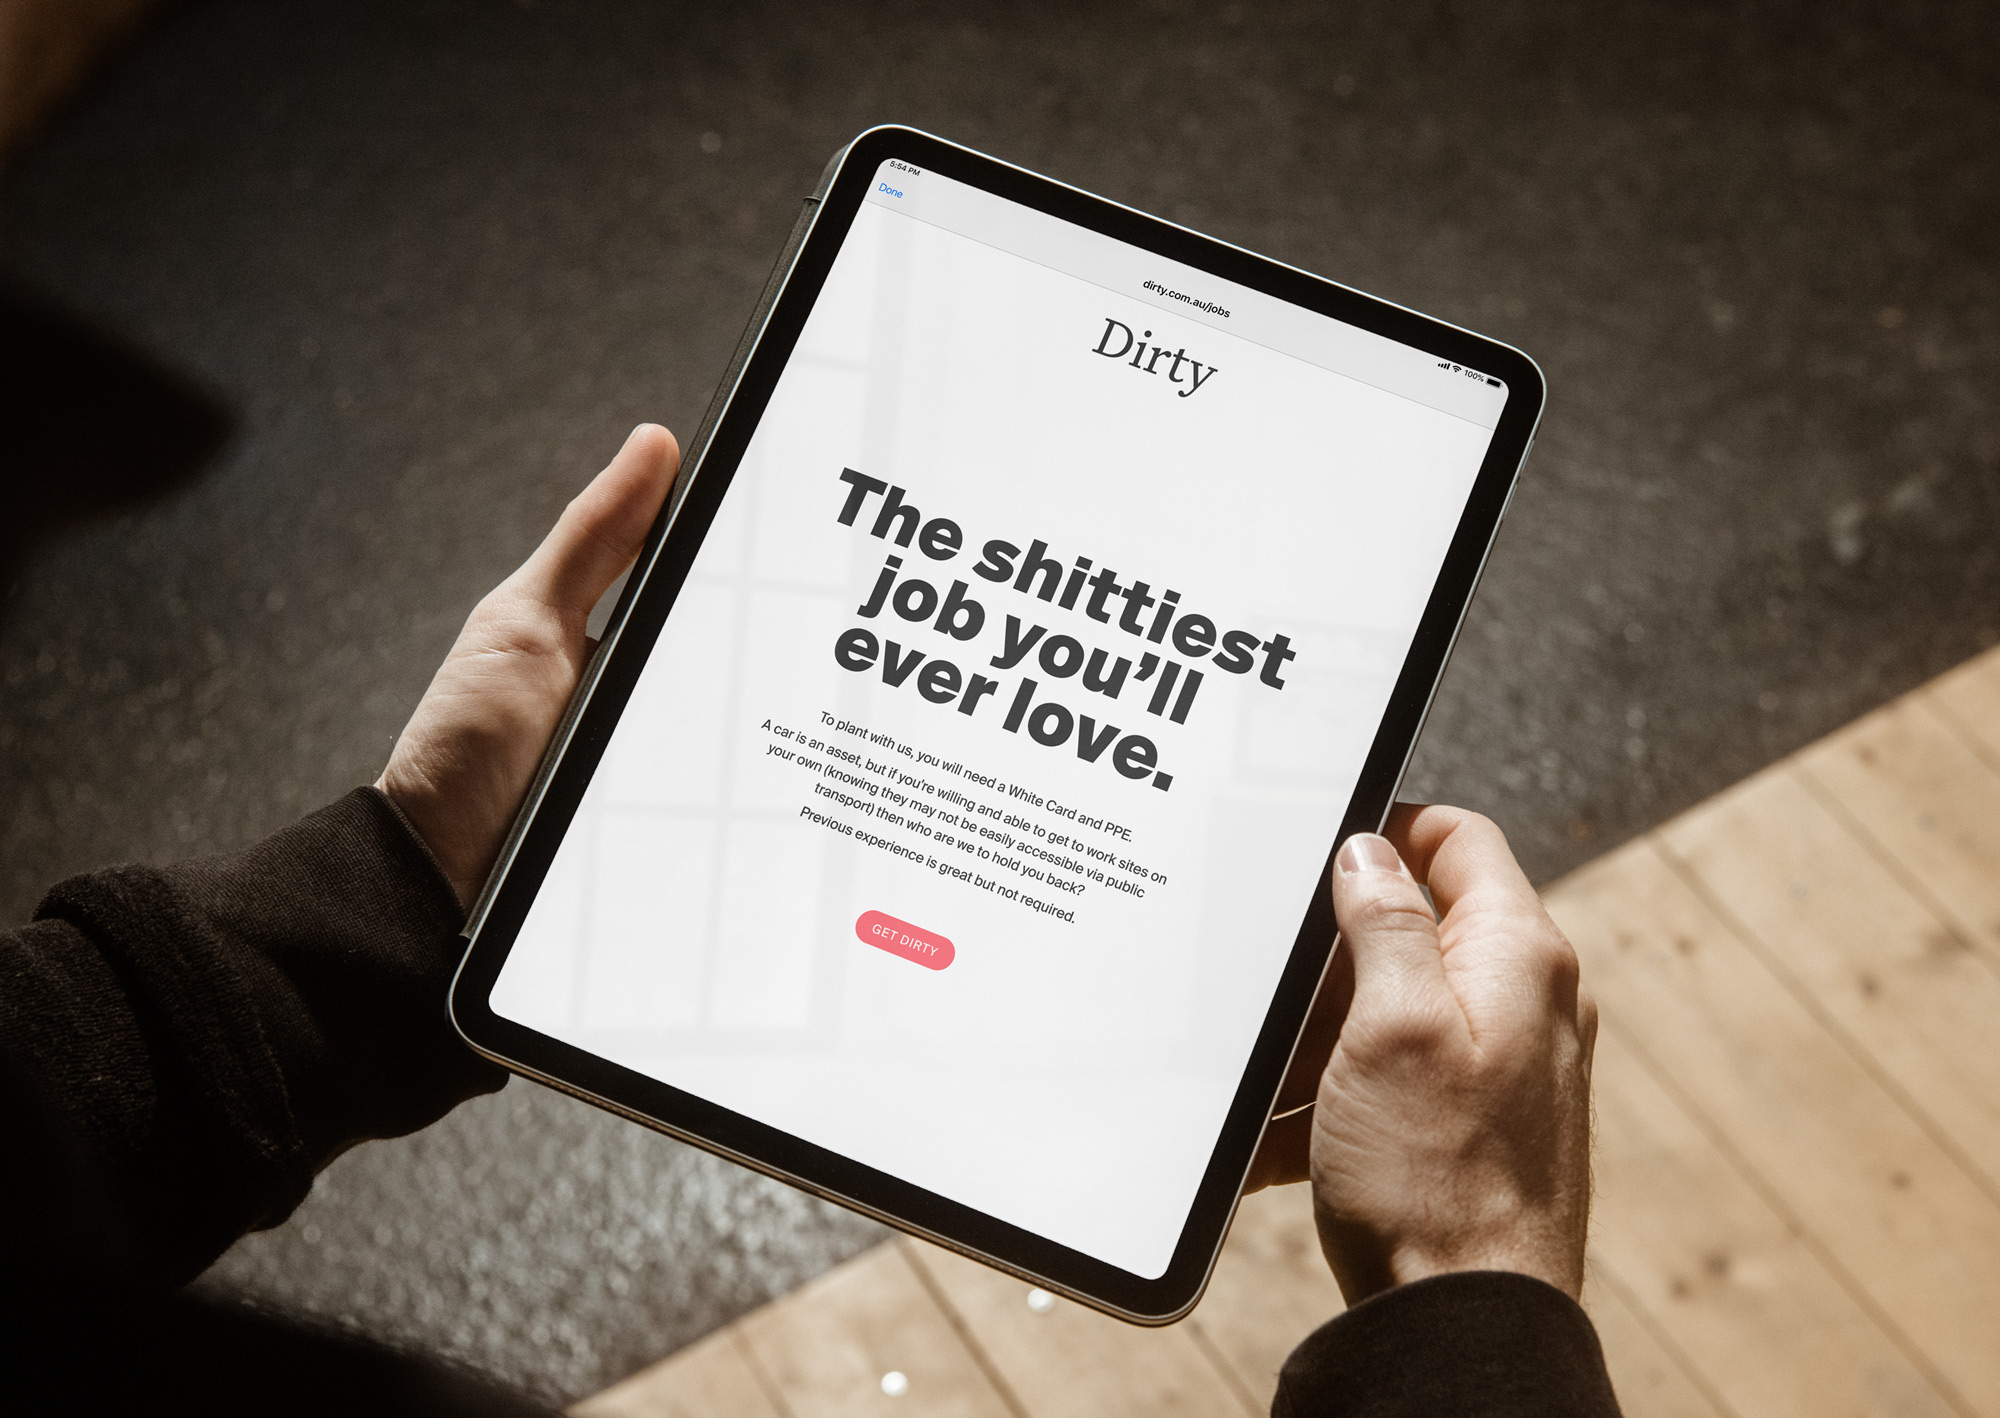 5:54 PM
100%
Done
dirty.com.au/jobs
Dirty
The shittiest
job you’ll
ever love.
To plant with us, you will need a White Card and PPE.
A car is an asset, but if you're willing and able to get to work sites on
your own (knowing they may not be easily accessible via public
transport) then who are we to hold you back?
Previous experience is great but not required.
GET DIRTY